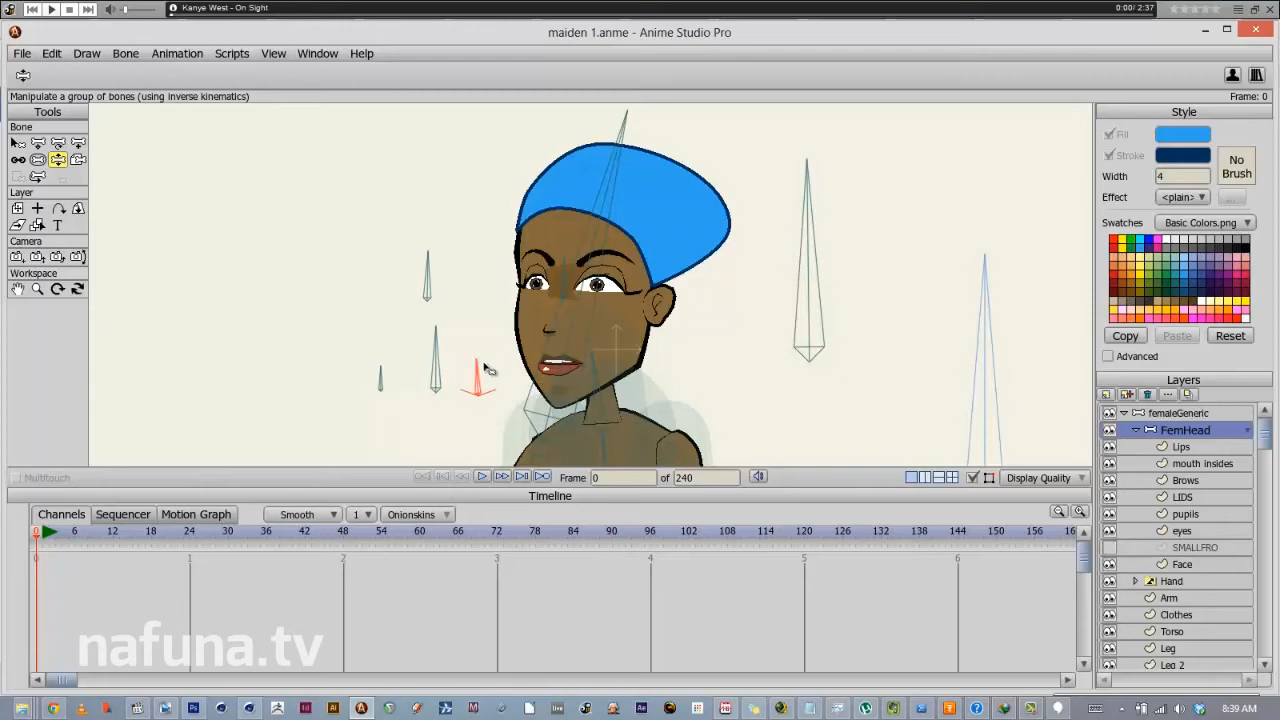 Kanye West - On Sight
0:00/ 2:37
maiden 1.anme - Anime Studio Pro
File Edit Draw Bone Animation Scripts View Window Help
Manipulate a group of bones (using inverse kinematics)
Frame: 0
Tools
Bone
Layer
T
Camera
Workspace
Style
Fill
Stroke
No Brush
Width 4
Effect <plain> ...
Swatches Basic Colors.png
Copy Paste Reset
Advanced
Layers
femaleGeneric
FemHead
Lips
mouth insides
Brows
LIDS
pupils
eyes
SMALLFRO
Face
Hand
Arm
Clothes
Torso
Leg
Leg 2
Multitouch
Frame 0 of 240
Display Quality
Timeline
Channels Sequencer Motion Graph Smooth 1 Onionskins
0 6 12 18 24 30 36 42 48 54 60 66 72 78 84 90 96 102 108 114 120 126 132 138 144 150 156 16
0 1 2 3 4 5 6
nafuna.tv
8:39 AM